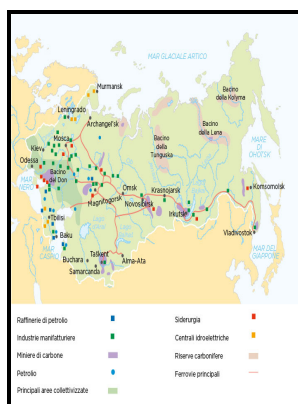 MAR GLACIALE ARTICO
Murmansk
Leningrado
Archangel'sk
Bacino
della Kolyma
Mosca
Kiev
Bacino
della
Tunguska
Bacino
della Lena
MARE
DI
OHOTSK
Odessa
Bacino
del Don
MAR
NERO
Magnitogorsk
Omsk
Novosibirsk
Krasnojarsk
Irkutsk
Komsomolsk
Tbilisi
Baku
Vladivostok
MAR
CASPIO
Buchara
Taškent
Samarcanda
Alma-Ata
MAR DEL
GIAPPONE
Raffinerie di petrolio
Industrie manifatturiere
Miniere di carbone
Petrolio
Principali aree collettivizzate
Siderurgia
Centrali idroelettriche
Riserve carbonifere
Ferrovie principali